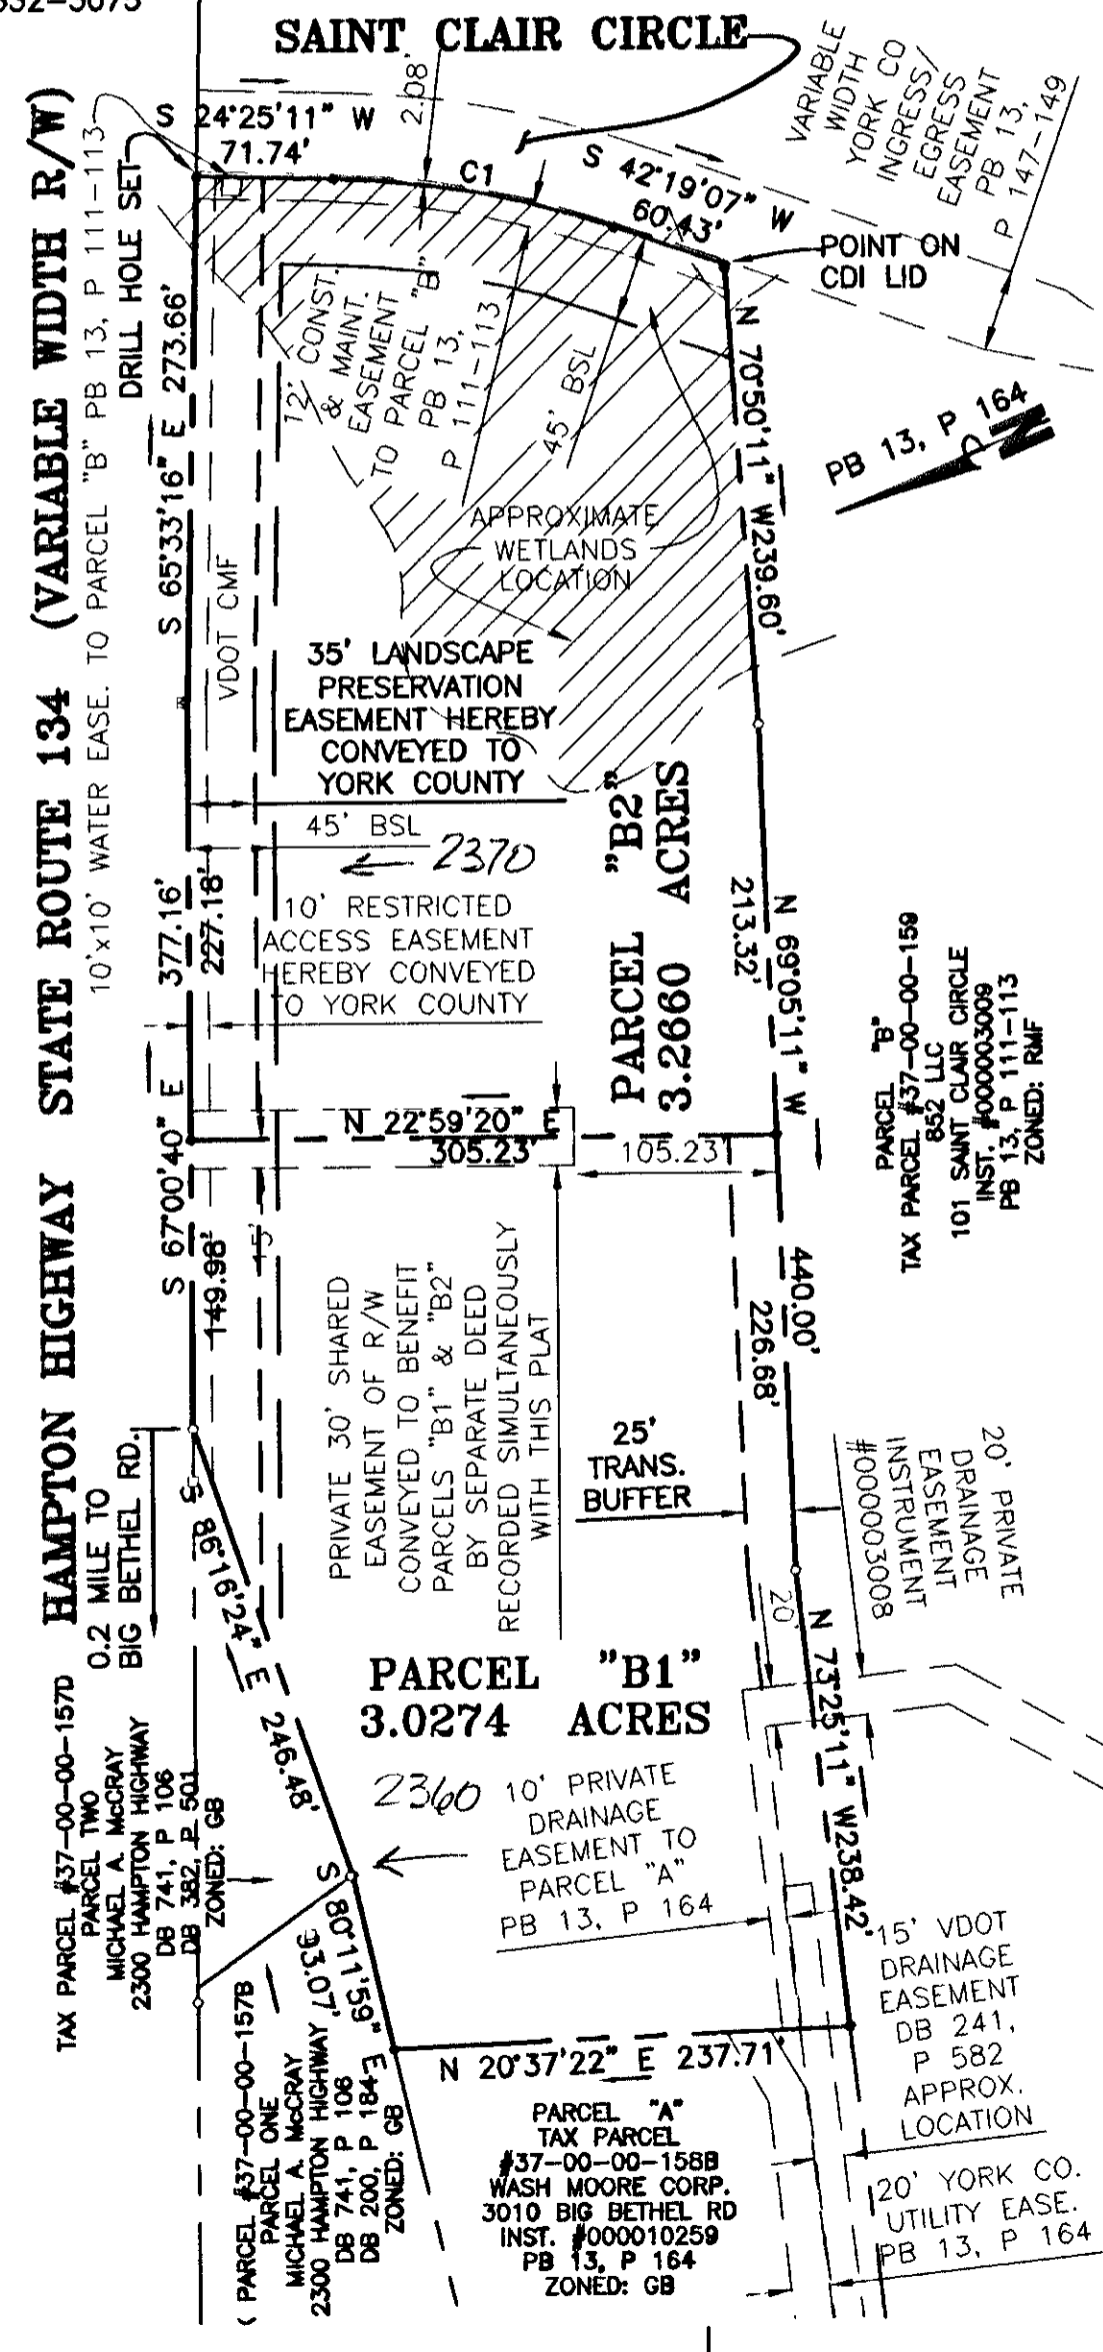 SAINT CLAIR CIRCLE
VARIABLE
WIDTH
YORK CO
INGRESS/
EGRESS
EASEMENT
PB 13,
P 147-149
S 24°25'11" W
71.74'
2.08'
C1
S 42°19'07" W
60.43'
POINT ON
CDI LID
DRILL HOLE SET
10'x10' WATER EASE. TO PARCEL "B" PB 13, P 111-113
HAMPTON HIGHWAY STATE ROUTE 134 (VARIABLE WIDTH R/W)
S 65°33'16" E 273.66'
VDOT CMF
12' CONST.
& MAINT.
EASEMENT
TO PARCEL "B"
PB 13,
P 111-113
45' BSL
N 70°50'11" W 239.60'
PB 13, P 164
N
APPROXIMATE
WETLANDS
LOCATION
35' LANDSCAPE
PRESERVATION
EASEMENT HEREBY
CONVEYED TO
YORK COUNTY
45' BSL
2370
PARCEL "B2"
3.2660 ACRES
377.16'
227.18'
10' RESTRICTED
ACCESS EASEMENT
HEREBY CONVEYED
TO YORK COUNTY
213.32'
N 69°05'11" W
440.00'
226.68'
PARCEL "B"
TAX PARCEL #37-00-00-159
852 LLC
101 SAINT CLAIR CIRCLE
INST. #000003009
PB 13, P 111-113
ZONED: RMF
N 22°59'20" E
305.23'
105.23'
S 67°00'40" E
149.98'
15'
PRIVATE 30' SHARED
EASEMENT OF R/W
CONVEYED TO BENEFIT
PARCELS "B1" & "B2"
BY SEPARATE DEED
RECORDED SIMULTANEOUSLY
WITH THIS PLAT
25'
TRANS.
BUFFER
20' PRIVATE
DRAINAGE
EASEMENT
INSTRUMENT
#000003008
0.2 MILE TO
BIG BETHEL RD.
S 86°16'24" E 246.48'
20'
N 73°25'11" W 238.42'
PARCEL "B1"
3.0274 ACRES
2360
10' PRIVATE
DRAINAGE
EASEMENT TO
PARCEL "A"
PB 13, P 164
TAX PARCEL #37-00-00-157D
PARCEL TWO
MICHAEL A. McCRAY
2300 HAMPTON HIGHWAY
DB 741, P 106
DB 382, P 501
ZONED: GB
S 80°11'59" E
93.07'
PARCEL #37-00-00-157B
PARCEL ONE
MICHAEL A. McCRAY
2300 HAMPTON HIGHWAY
DB 741, P 106
DB 200, P 184
ZONED: GB
N 20°37'22" E 237.71'
15' VDOT
DRAINAGE
EASEMENT
DB 241,
P 582
APPROX.
LOCATION
PARCEL "A"
TAX PARCEL
#37-00-00-158B
WASH MOORE CORP.
3010 BIG BETHEL RD
INST. #000010259
PB 13, P 164
ZONED: GB
20' YORK CO.
UTILITY EASE.
PB 13, P 164